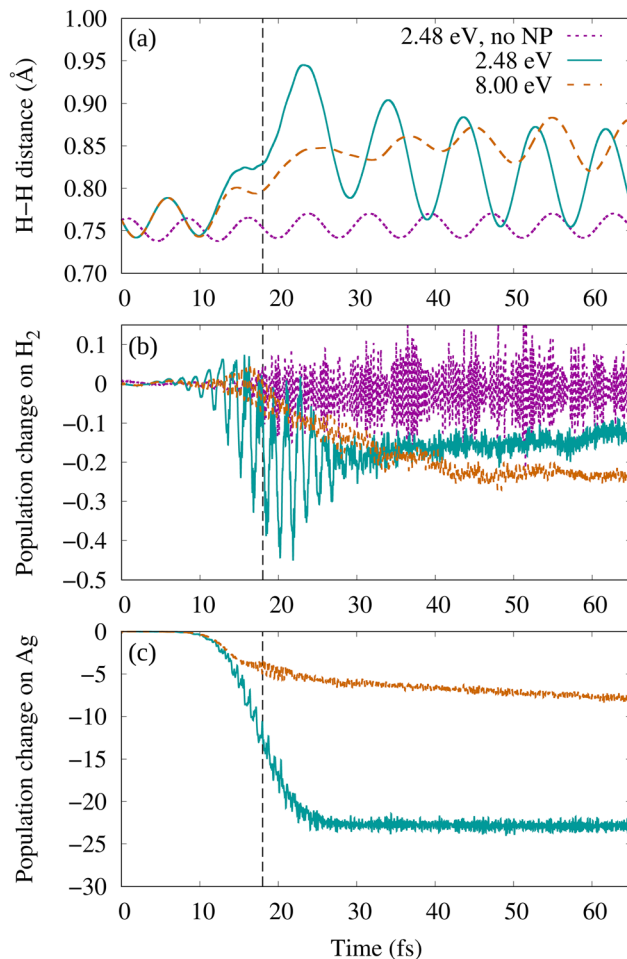 (a)
2.48 eV, no NP
2.48 eV
8.00 eV
H−H distance (Å)
1.00
0.95
0.90
0.85
0.80
0.75
0.70
0 10 20 30 40 50 60
(b)
Population change on H₂
0.1
0
−0.1
−0.2
−0.3
−0.4
−0.5
0 10 20 30 40 50 60
(c)
Population change on Ag
0
−5
−10
−15
−20
−25
−30
0 10 20 30 40 50 60
Time (fs)